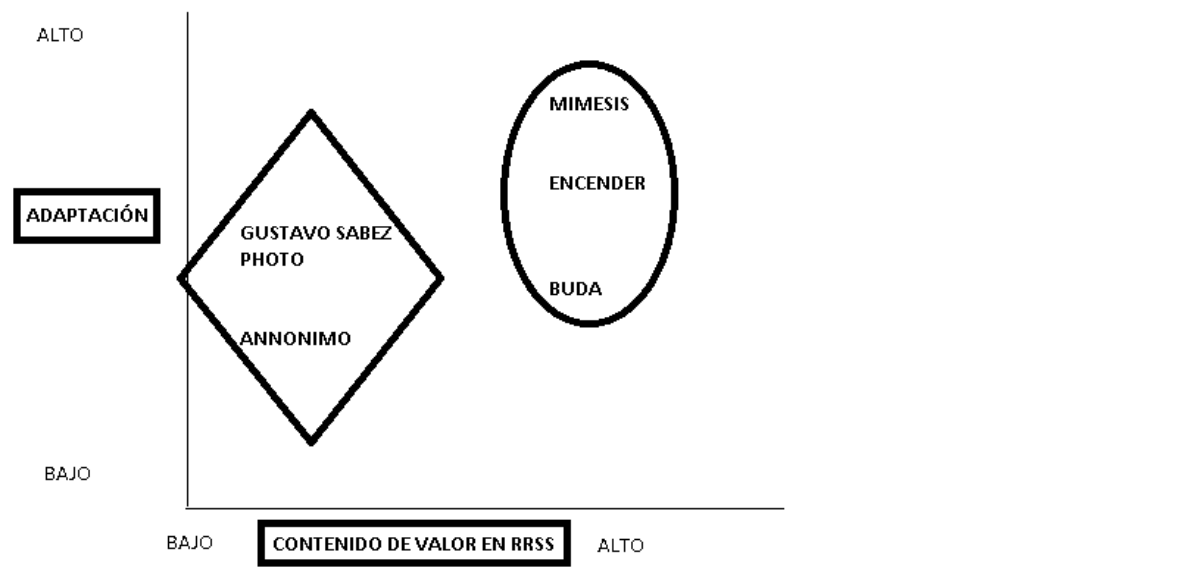 ALTO
MIMESIS
ENCENDER
ADAPTACIÓN
GUSTAVO SABEZ
PHOTO
BUDA
ANNONIMO
BAJO
BAJO
CONTENIDO DE VALOR EN RRSS
ALTO